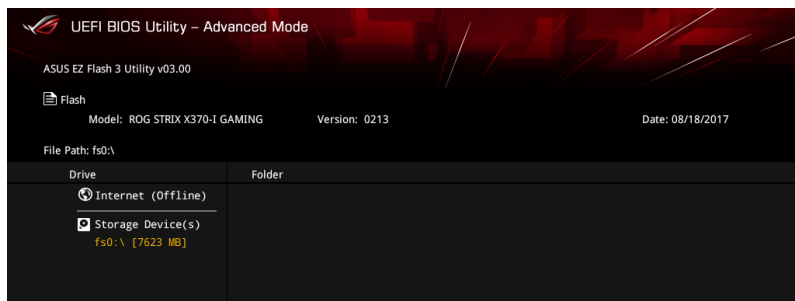 UEFI BIOS Utility – Advanced Mode
ASUS EZ Flash 3 Utility v03.00
Flash
Model: ROG STRIX X370-I GAMING Version: 0213 Date: 08/18/2017
File Path: fs0:\
Drive Folder
Internet (Offline)
Storage Device(s)
fs0:\ [7623 MB]